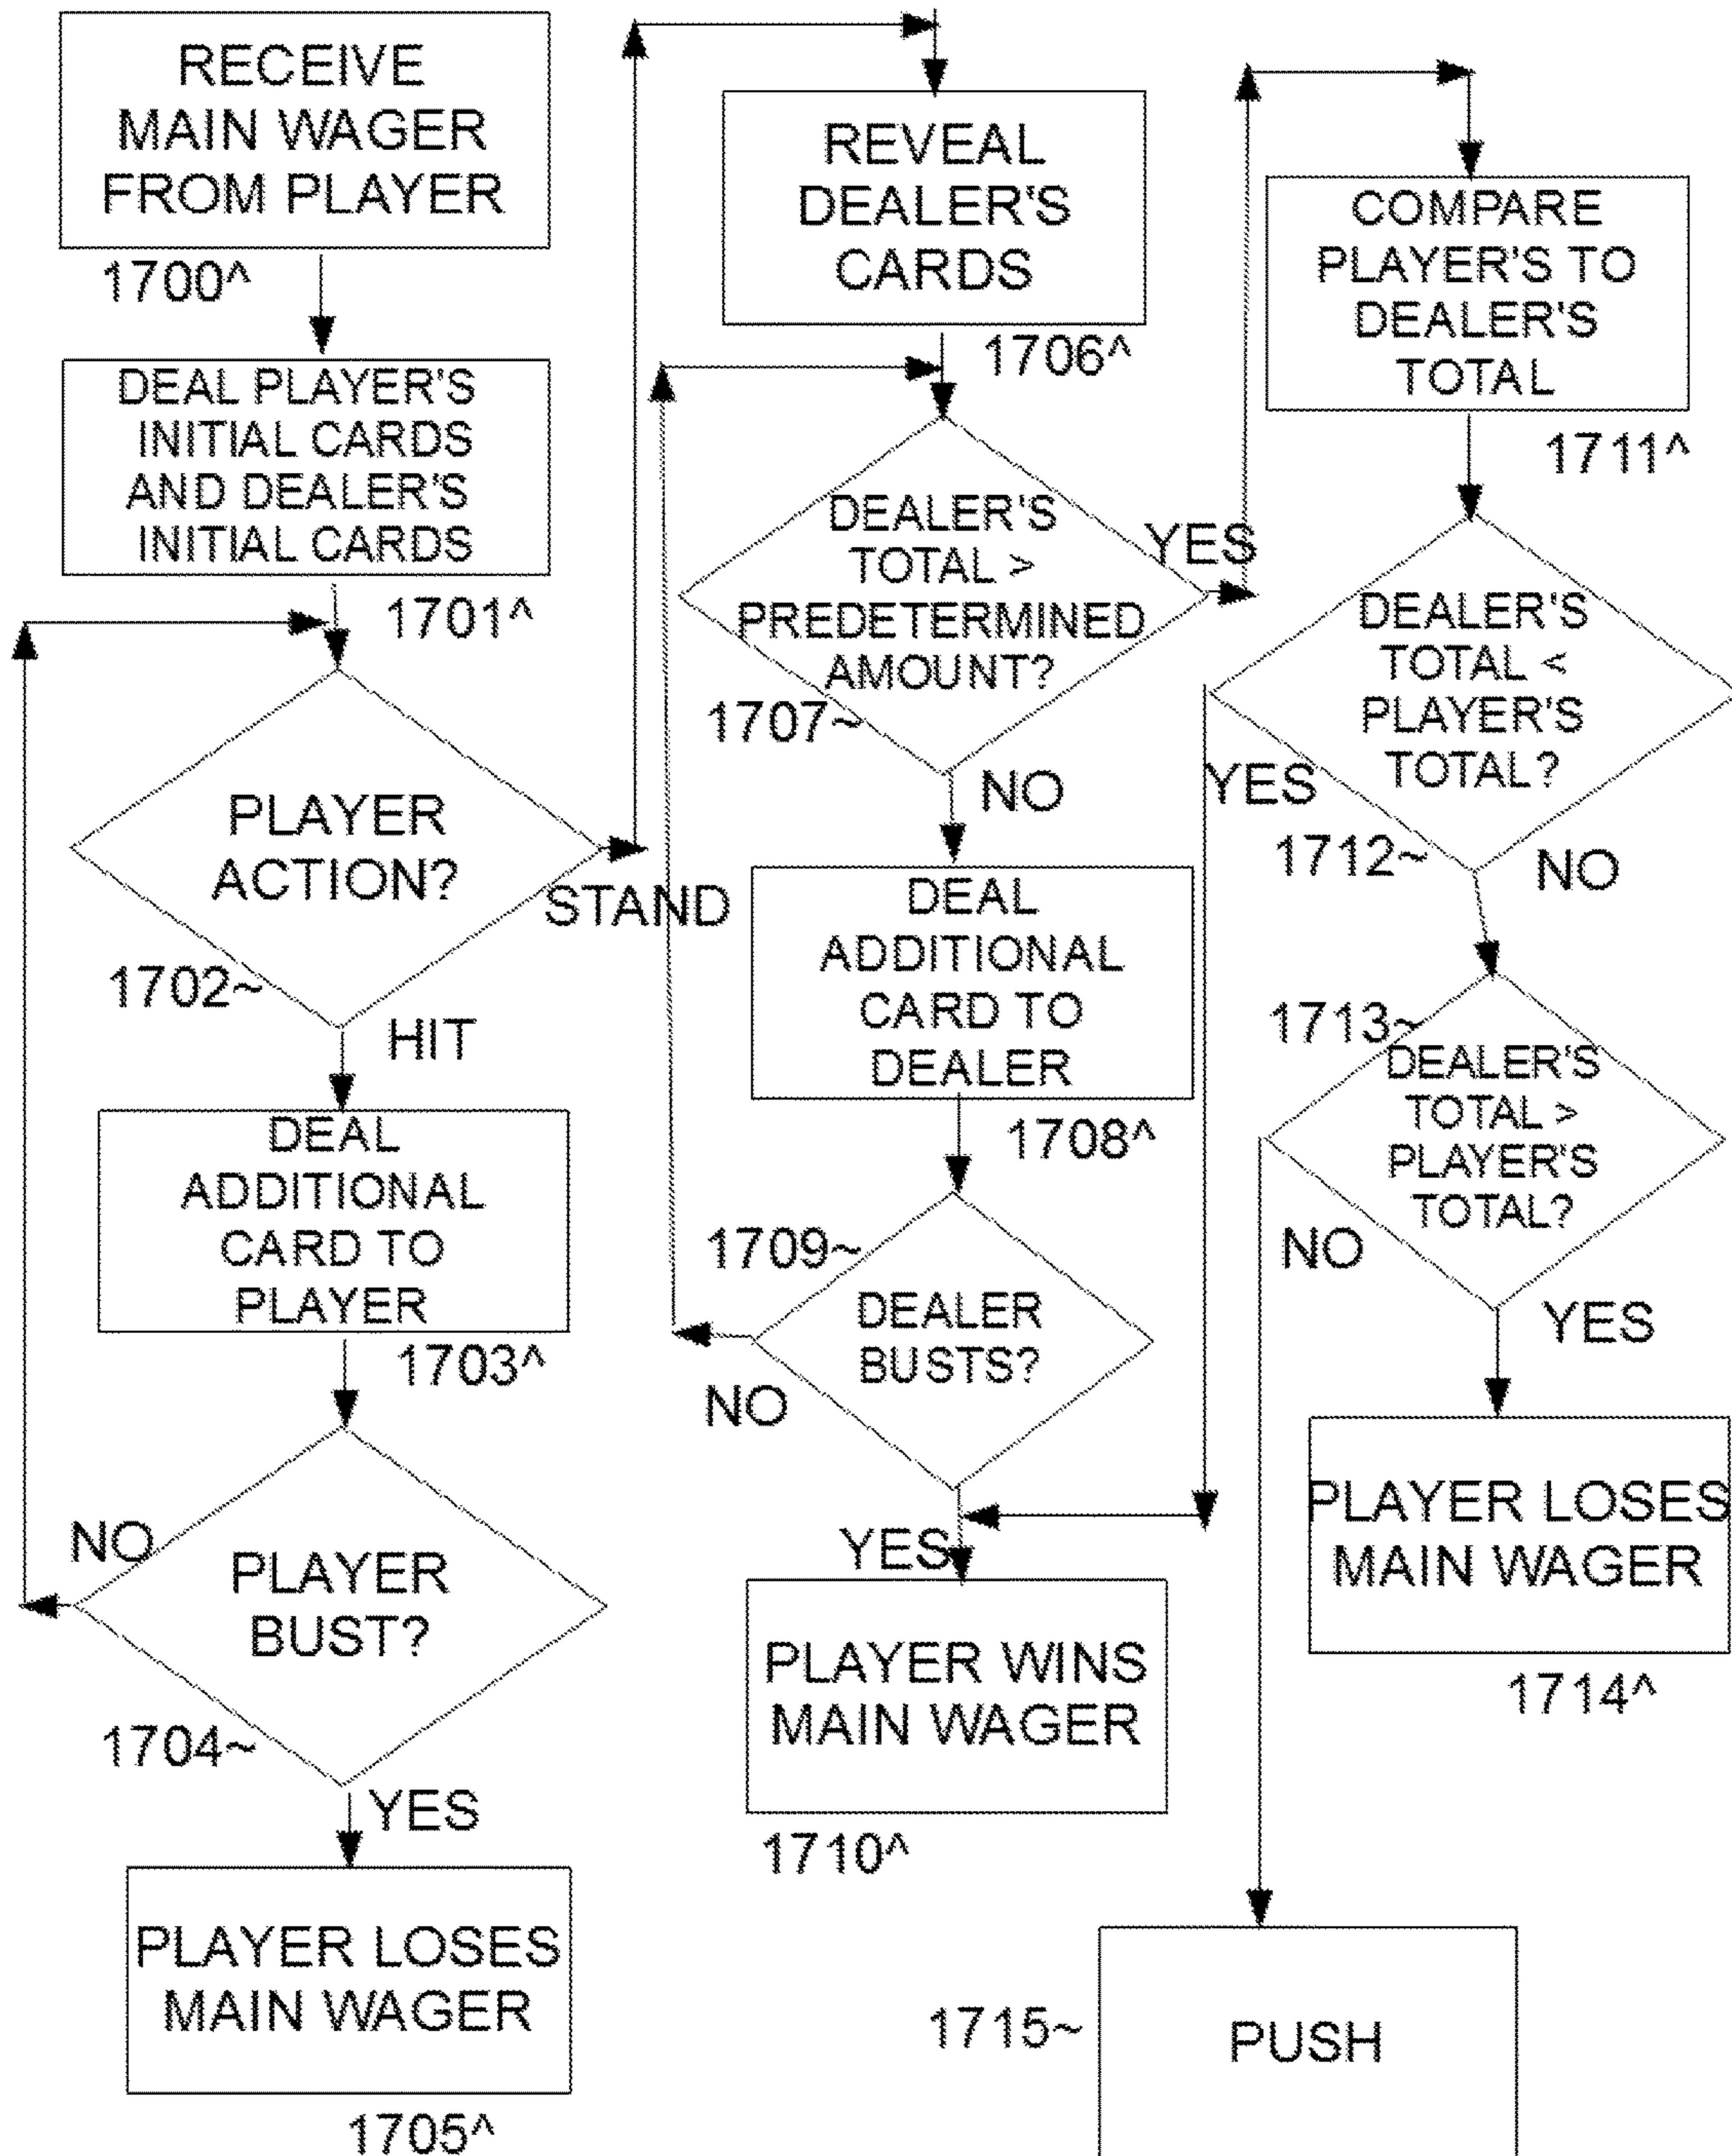 RECEIVE
MAIN WAGER
FROM PLAYER
1700^
DEAL PLAYER'S
INITIAL CARDS
AND DEALER'S
INITIAL CARDS
1701^
PLAYER
ACTION?
STAND
1702~
HIT
DEAL
ADDITIONAL
CARD TO
PLAYER
1703^
NO
PLAYER
BUST?
1704~
YES
PLAYER LOSES
MAIN WAGER
1705^
REVEAL
DEALER'S
CARDS
1706^
DEALER'S
TOTAL >
PREDETERMINED
AMOUNT?
YES
1707~
NO
DEAL
ADDITIONAL
CARD TO
DEALER
1708^
1709~
DEALER
BUSTS?
NO
YES
PLAYER WINS
MAIN WAGER
1710^
COMPARE
PLAYER'S TO
DEALER'S
TOTAL
1711^
DEALER'S
TOTAL <
PLAYER'S
TOTAL?
YES
1712~
NO
1713~
DEALER'S
TOTAL >
PLAYER'S
TOTAL?
NO
YES
PLAYER LOSES
MAIN WAGER
1714^
1715~
PUSH